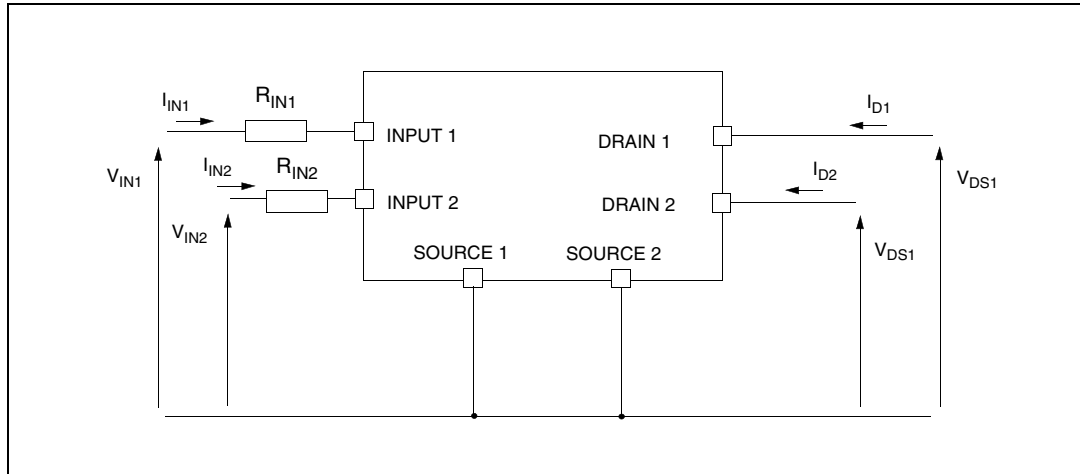 I_IN1
R_IN1
I_D1
INPUT 1
DRAIN 1
V_IN1
I_IN2
R_IN2
I_D2
V_DS1
INPUT 2
DRAIN 2
V_IN2
SOURCE 1
SOURCE 2
V_DS1